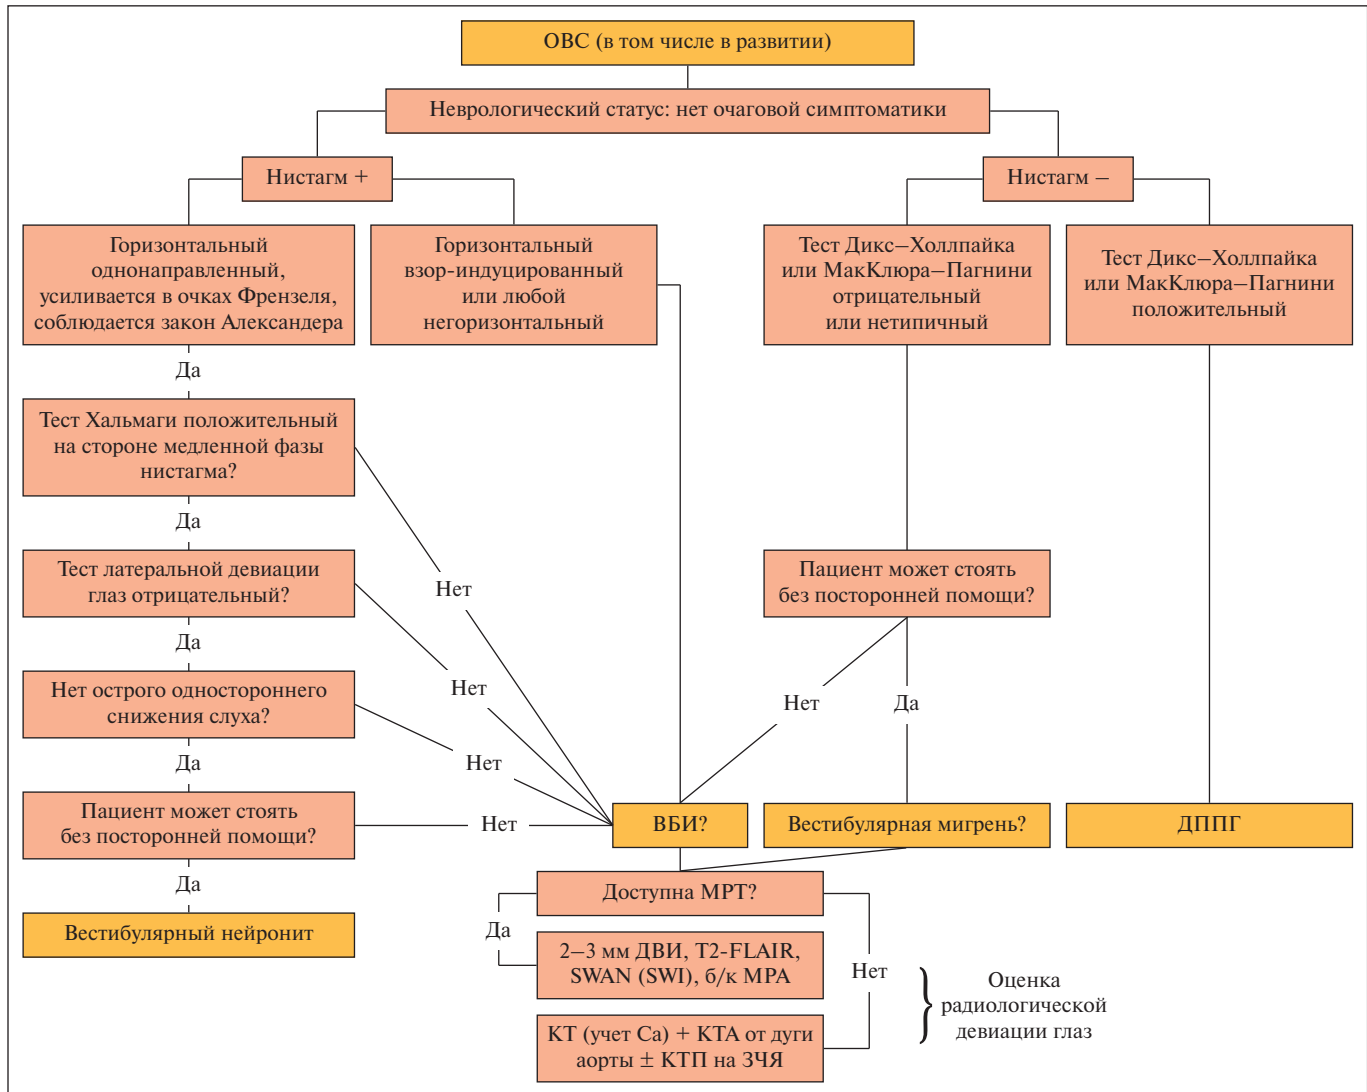 ОВС (в том числе в развитии)
Неврологический статус: нет очаговой симптоматики
Нистагм +
Нистагм –
Горизонтальный
однонаправленный,
усиливается в очках Френзеля,
соблюдается закон Александера
Горизонтальный
взор-индуцированный
или любой
негоризонтальный
Тест Дикс–Холлпайка
или МакКлюра–Пагнини
отрицательный
или нетипичный
Тест Дикс–Холлпайка
или МакКлюра–Пагнини
положительный
Да
Тест Хальмаги положительный
на стороне медленной фазы
нистагма?
Да
Нет
Тест латеральной девиации
глаз отрицательный?
Пациент может стоять
без посторонней помощи?
Да
Нет
Нет острого одностороннего
снижения слуха?
Нет
Да
Да
Нет
Пациент может стоять
без посторонней помощи?
Нет
ВБИ?
Вестибулярная мигрень?
ДППГ
Да
Вестибулярный нейронит
Доступна МРТ?
Да
2–3 мм ДВИ, T2-FLAIR,
SWAN (SWI), б/к МРА
Нет
КТ (учет Са) + КТА от дуги
аорты ± КТП на ЗЧЯ
Оценка
радиологической
девиации глаз